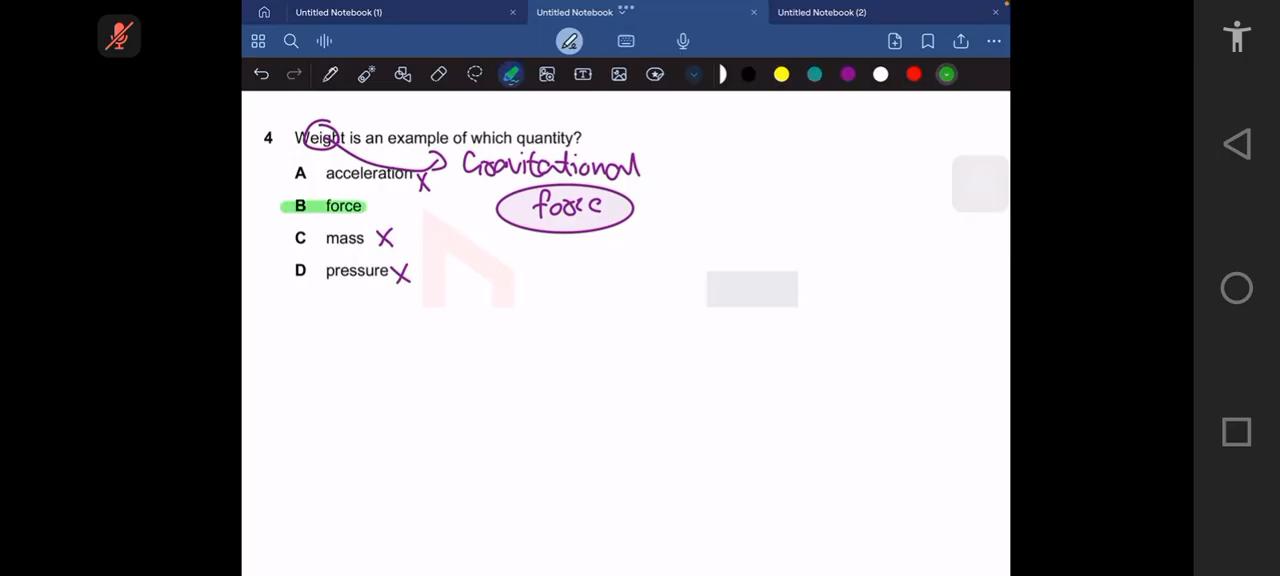 Untitled Notebook (1)
Untitled Notebook
Untitled Notebook (2)
4 Weight is an example of which quantity?
Gravitational
A acceleration X
B force
force
C mass X
D pressure X